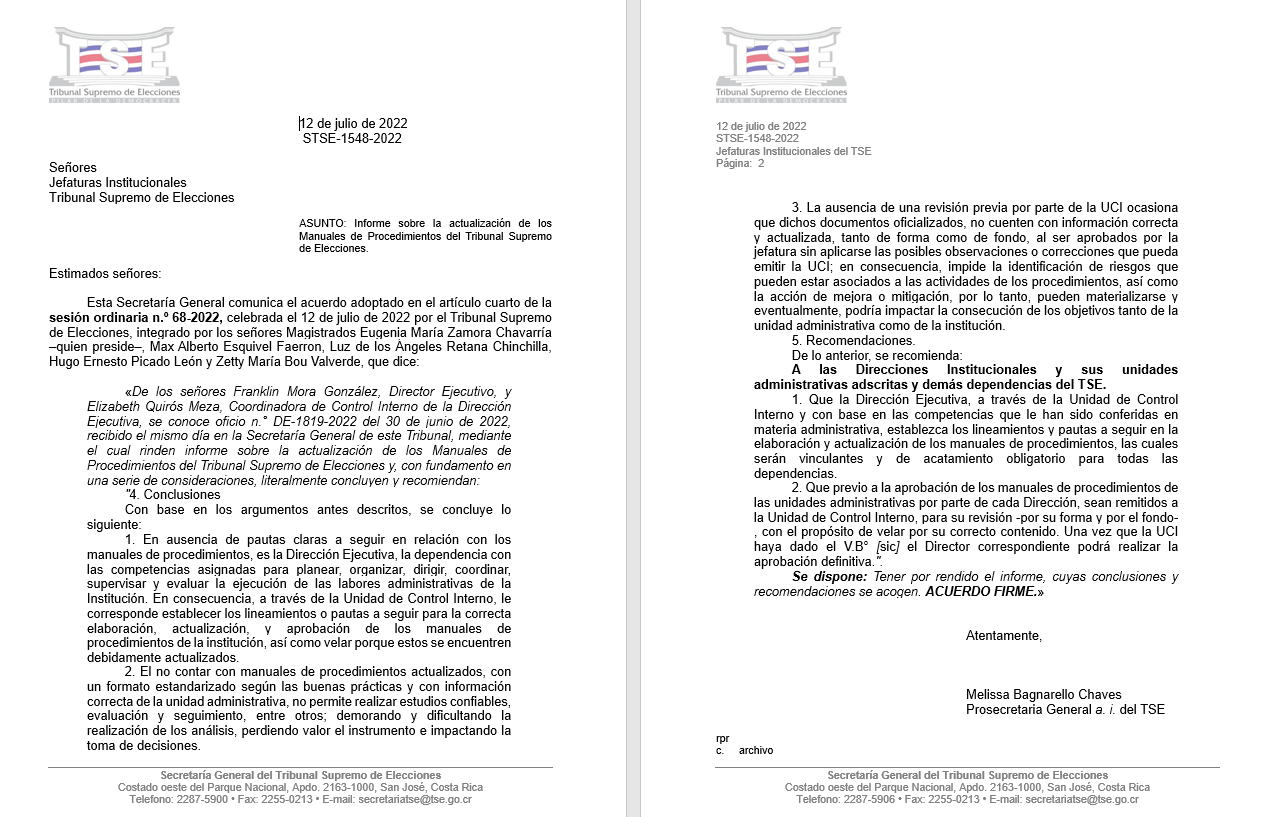 TSE
Tribunal Supremo de Elecciones
PILAR DE LA DEMOCRACIA
12 de julio de 2022
STSE-1548-2022
Señores
Jefaturas Institucionales
Tribunal Supremo de Elecciones
ASUNTO: Informe sobre la actualización de los
Manuales de Procedimientos del Tribunal Supremo
de Elecciones.
Estimados señores:
Esta Secretaría General comunica el acuerdo adoptado en el artículo cuarto de la
sesión ordinaria n.º 68-2022, celebrada el 12 de julio de 2022 por el Tribunal Supremo
de Elecciones, integrado por los señores Magistrados Eugenia María Zamora Chavarría
–quien preside–, Max Alberto Esquivel Faerron, Luz de los Ángeles Retana Chinchilla,
Hugo Ernesto Picado León y Zetty María Bou Valverde, que dice:
«De los señores Franklin Mora González, Director Ejecutivo, y
Elizabeth Quirós Meza, Coordinadora de Control Interno de la Dirección
Ejecutiva, se conoce oficio n.° DE-1819-2022 del 30 de junio de 2022,
recibido el mismo día en la Secretaría General de este Tribunal, mediante
el cual rinden informe sobre la actualización de los Manuales de
Procedimientos del Tribunal Supremo de Elecciones y, con fundamento en
una serie de consideraciones, literalmente concluyen y recomiendan:
"4. Conclusiones
Con base en los argumentos antes descritos, se concluye lo
siguiente:
1. En ausencia de pautas claras a seguir en relación con los
manuales de procedimientos, es la Dirección Ejecutiva, la dependencia con
las competencias asignadas para planear, organizar, dirigir, coordinar,
supervisar y evaluar la ejecución de las labores administrativas de la
Institución. En consecuencia, a través de la Unidad de Control Interno, le
corresponde establecer los lineamientos o pautas a seguir para la correcta
elaboración, actualización, y aprobación de los manuales de
procedimientos de la institución, así como velar porque estos se encuentren
debidamente actualizados.
2. El no contar con manuales de procedimientos actualizados, con
un formato estandarizado según las buenas prácticas y con información
correcta de la unidad administrativa, no permite realizar estudios confiables,
evaluación y seguimiento, entre otros; demorando y dificultando la
realización de los análisis, perdiendo valor el instrumento e impactando la
toma de decisiones.
Secretaría General del Tribunal Supremo de Elecciones
Costado oeste del Parque Nacional, Apdo. 2163-1000, San José, Costa Rica
Telefono: 2287-5900 • Fax: 2255-0213 • E-mail: secretariatse@tse.go.cr
TSE
Tribunal Supremo de Elecciones
PILAR DE LA DEMOCRACIA
12 de julio de 2022
STSE-1548-2022
Jefaturas Institucionales del TSE
Página: 2
3. La ausencia de una revisión previa por parte de la UCI ocasiona
que dichos documentos oficializados, no cuenten con información correcta
y actualizada, tanto de forma como de fondo, al ser aprobados por la
jefatura sin aplicarse las posibles observaciones o correcciones que pueda
emitir la UCI; en consecuencia, impide la identificación de riesgos que
pueden estar asociados a las actividades de los procedimientos, así como
la acción de mejora o mitigación, por lo tanto, pueden materializarse y
eventualmente, podría impactar la consecución de los objetivos tanto de la
unidad administrativa como de la institución.
5. Recomendaciones.
De lo anterior, se recomienda:
A las Direcciones Institucionales y sus unidades
administrativas adscritas y demás dependencias del TSE.
1. Que la Dirección Ejecutiva, a través de la Unidad de Control
Interno y con base en las competencias que le han sido conferidas en
materia administrativa, establezca los lineamientos y pautas a seguir en la
elaboración y actualización de los manuales de procedimientos, las cuales
serán vinculantes y de acatamiento obligatorio para todas las
dependencias.
2. Que previo a la aprobación de los manuales de procedimientos de
las unidades administrativas por parte de cada Dirección, sean remitidos a
la Unidad de Control Interno, para su revisión -por su forma y por el fondo-
, con el propósito de velar por su correcto contenido. Una vez que la UCI
haya dado el V.B° [sic] el Director correspondiente podrá realizar la
aprobación definitiva.".
Se dispone: Tener por rendido el informe, cuyas conclusiones y
recomendaciones se acogen. ACUERDO FIRME.»
Atentamente,
Melissa Bagnarello Chaves
Prosecretaria General a. i. del TSE
rpr
c. archivo
Secretaría General del Tribunal Supremo de Elecciones
Costado oeste del Parque Nacional, Apdo. 2163-1000, San José, Costa Rica
Telefono: 2287-5906 • Fax: 2255-0213 • E-mail: secretariatse@tse.go.cr